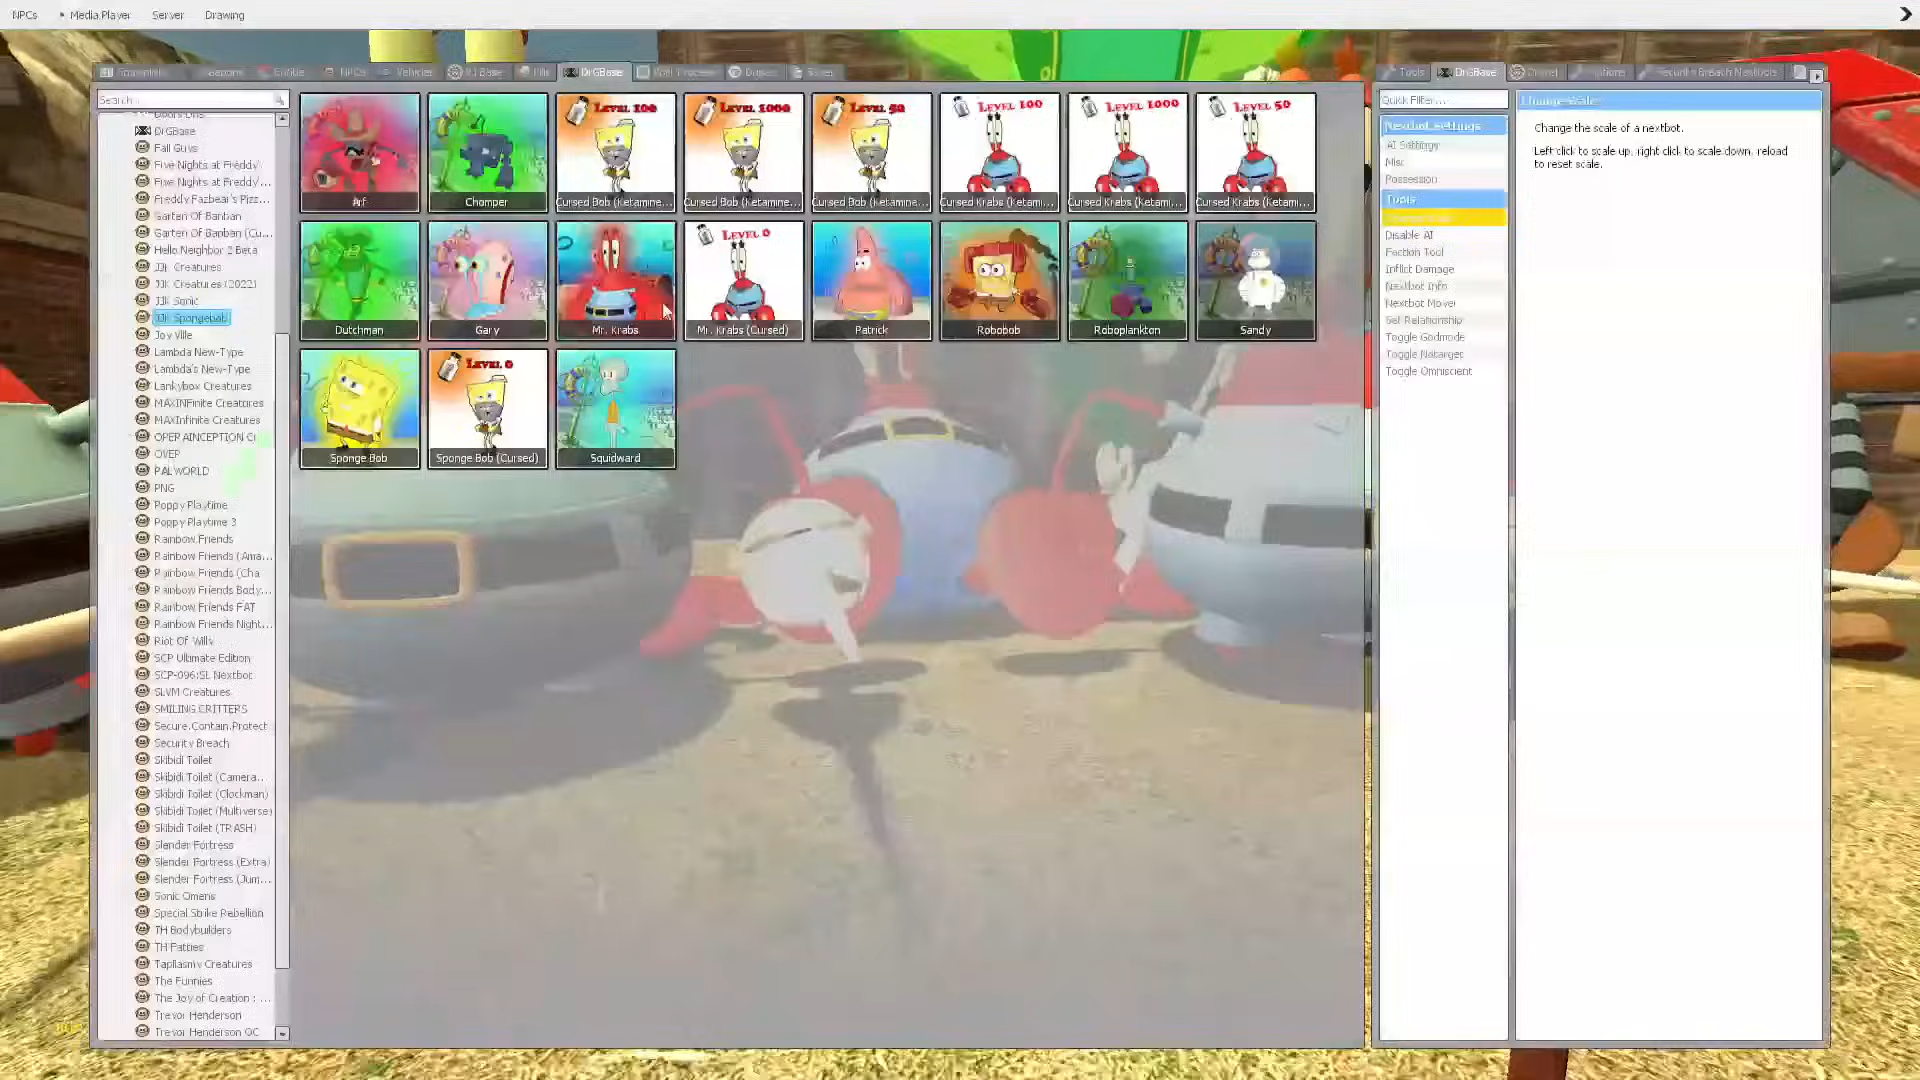 NPCs
Media Player
Server
Drawing
NPCs
Vehicles
DrGBase
Tools
DrGBase
Security Breach Nextbots
Search...
DrGBase
Fall Guys
Five Nights at Freddy'
Five Nights at Freddy'...
Freddy Fazbear's Pizz...
Garten Of Banban
Garten Of Banban (Cu...
Hello Neighbor 2 Beta
JJK Creatures
JJK Creatures (2022)
JJK Sonic
JJK Spongebob
Joy Ville
Lambda New-Type
Lambda's New-Type
Lankybox Creatures
MAXINFinite Creatures
MAXInfinite Creatures
OVER
PALWORLD
PNG
Poppy Playtime
Poppy Playtime 3
Rainbow Friends
Rainbow Friends (Ama...
Rainbow Friends (Cha
Rainbow Friends Body...
Rainbow Friends FAT
Rainbow Friends Night...
Riot Of Wills
SCP Ultimate Edition
SCP-096:SL Nextbot
SLVM Creatures
SMILING CRITTERS
Secure.Contain.Protect
Security Breach
Skibidi Toilet
Skibidi Toilet (Camera...
Skibidi Toilet (Clockman)
Skibidi Toilet (Multiverse)
Skibidi Toilet (TRASH)
Slender Fortress
Slender Fortress (Extra)
Slender Fortress (Jum...
Sonic Omens
Special Strike Rebellion
TH Bodybuilders
TH Fatties
Tapliasmy Creatures
The Funnies
The Joy of Creation : ...
Trevor Henderson
Trevor Henderson OC
Arf
Chomper
LEVEL 100
Cursed Bob (Ketamine...
LEVEL 1000
Cursed Bob (Ketamine...
LEVEL 50
Cursed Bob (Ketamine...
LEVEL 100
Cursed Krabs (Ketami...
LEVEL 1000
Cursed Krabs (Ketami...
LEVEL 50
Cursed Krabs (Ketami...
Dutchman
Gary
Mr. Krabs
LEVEL 0
Mr. Krabs (Cursed)
Patrick
Robobob
Roboplankton
Sandy
Sponge Bob
LEVEL 0
Sponge Bob (Cursed)
Squidward
Quick Filter...
Nextbot Settings
AI Settings
Misc
Possession
Tools
Disable AI
Faction Tool
Inflict Damage
Nextbot Info
Nextbot Mover
Set Relationship
Toggle Godmode
Toggle Notarget
Toggle Omniscient
Change Scale
Change the scale of a nextbot.
Left click to scale up, right click to scale down, reload
to reset scale.